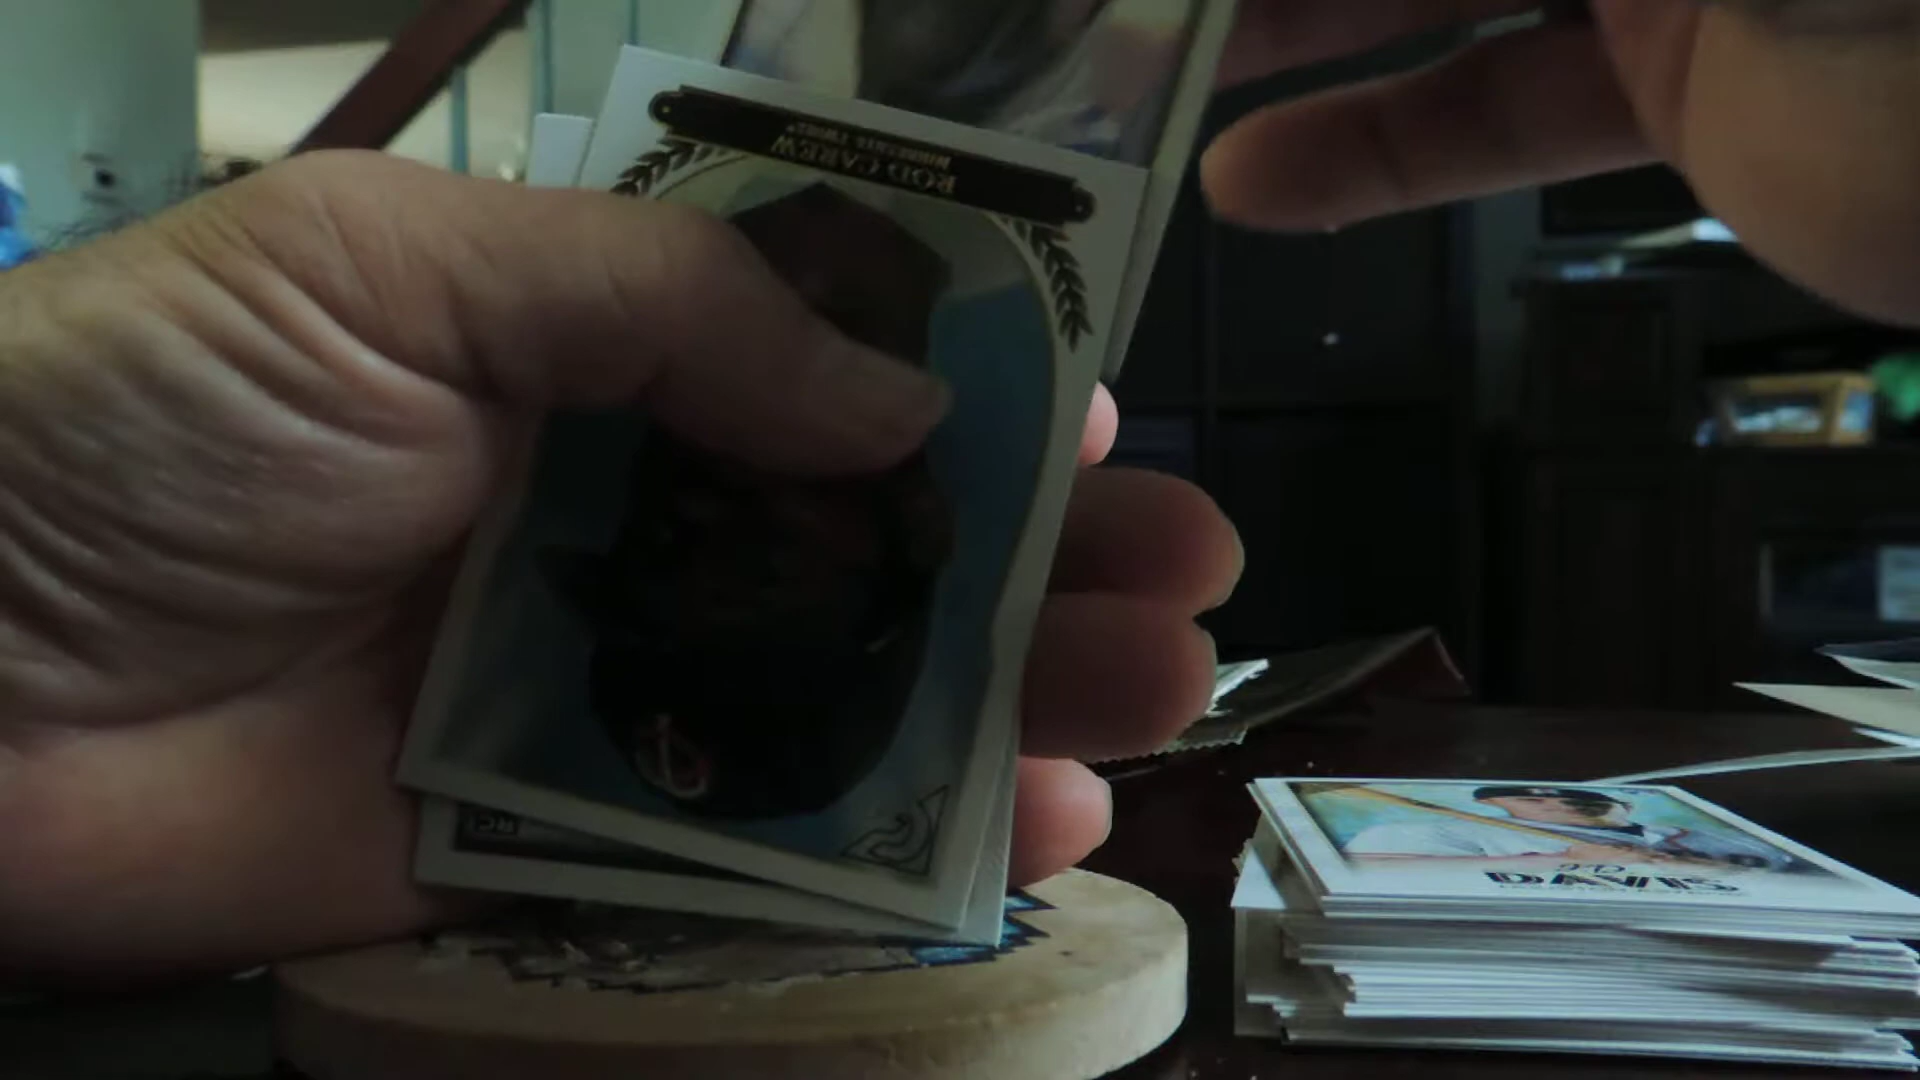 ROD CAREW
MINNESOTA TWINS
RC
J.D.
DAVIS